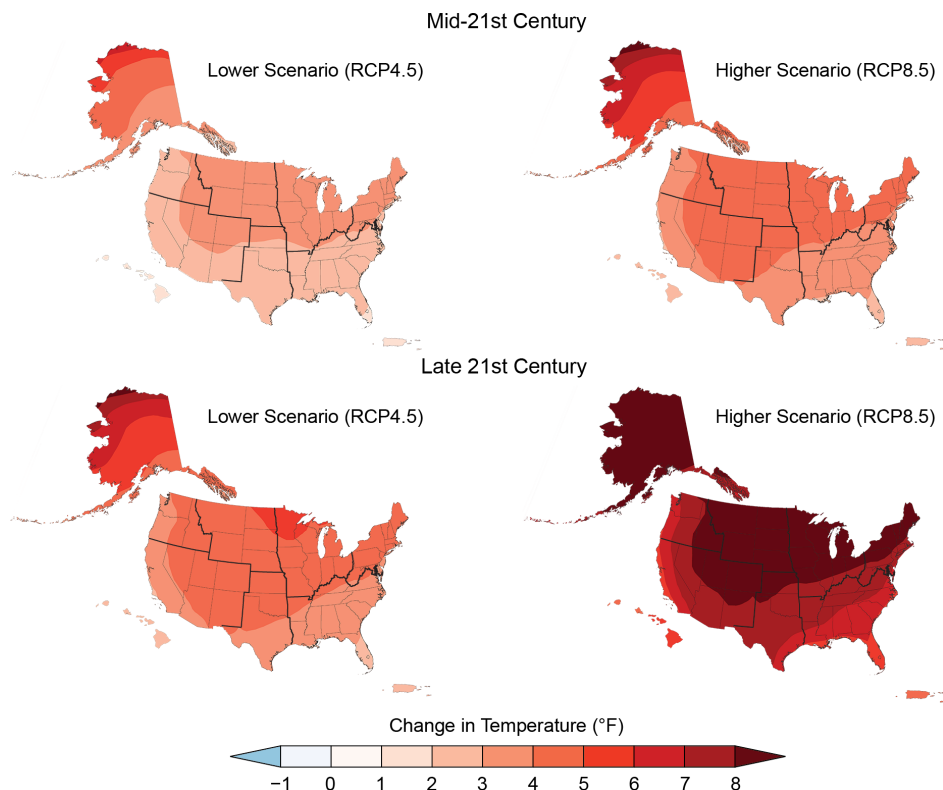 Mid-21st Century
Lower Scenario (RCP4.5)
Higher Scenario (RCP8.5)
Late 21st Century
Lower Scenario (RCP4.5)
Higher Scenario (RCP8.5)
Change in Temperature (°F)
−1 0 1 2 3 4 5 6 7 8